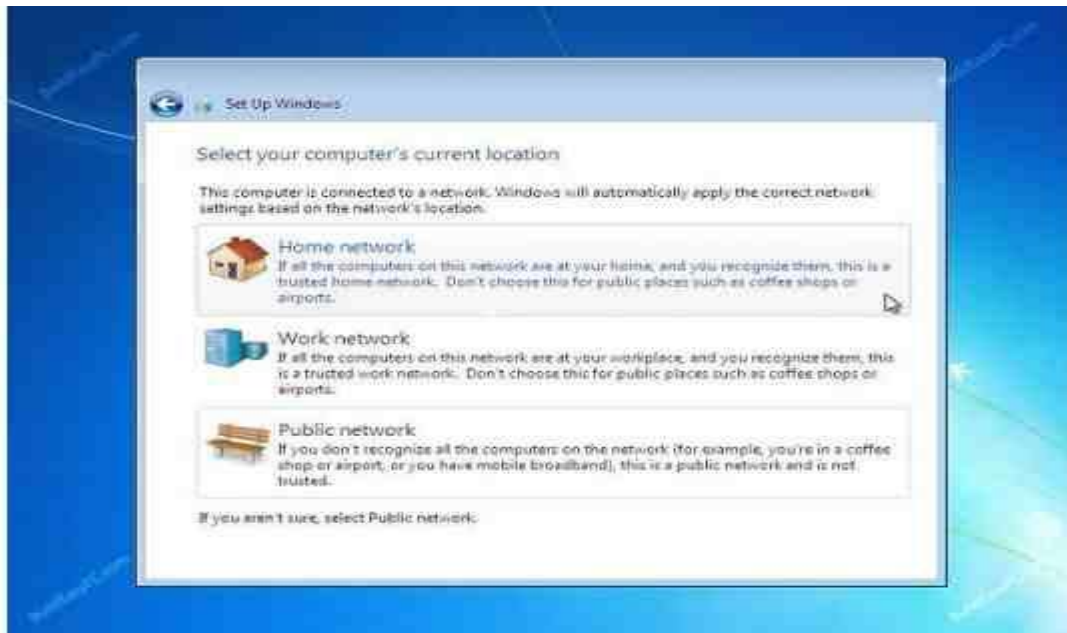 Set Up Windows
Select your computer's current location
This computer is connected to a network. Windows will automatically apply the correct network
settings based on the network's location.
Home network
If all the computers on this network are at your home, and you recognize them, this is a
trusted home network. Don't choose this for public places such as coffee shops or
airports.
Work network
If all the computers on this network are at your workplace, and you recognize them, this
is a trusted work network. Don't choose this for public places such as coffee shops or
airports.
Public network
If you don't recognize all the computers on the network (for example, you're in a coffee
shop or airport, or you have mobile broadband), this is a public network and is not
trusted.
If you aren't sure, select Public network.